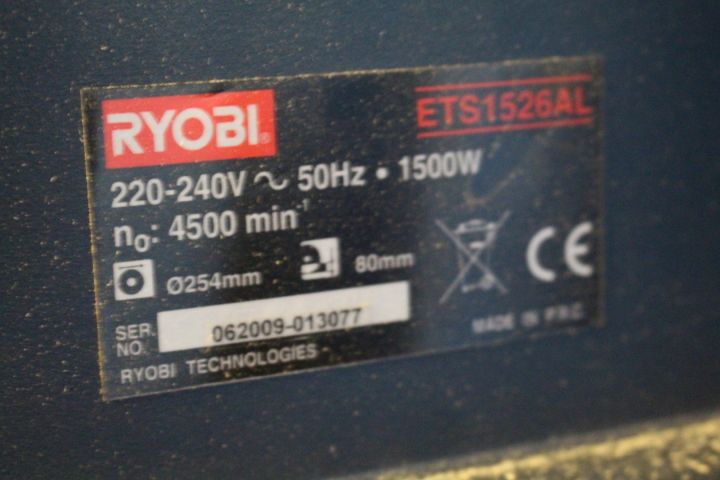 RYOBI®
ETS1526AL
220-240V ~ 50Hz • 1500W
n₀: 4500 min⁻¹
Ø254mm 80mm
CE
SER. NO. 062009-013077
RYOBI TECHNOLOGIES
MADE IN P.R.C.